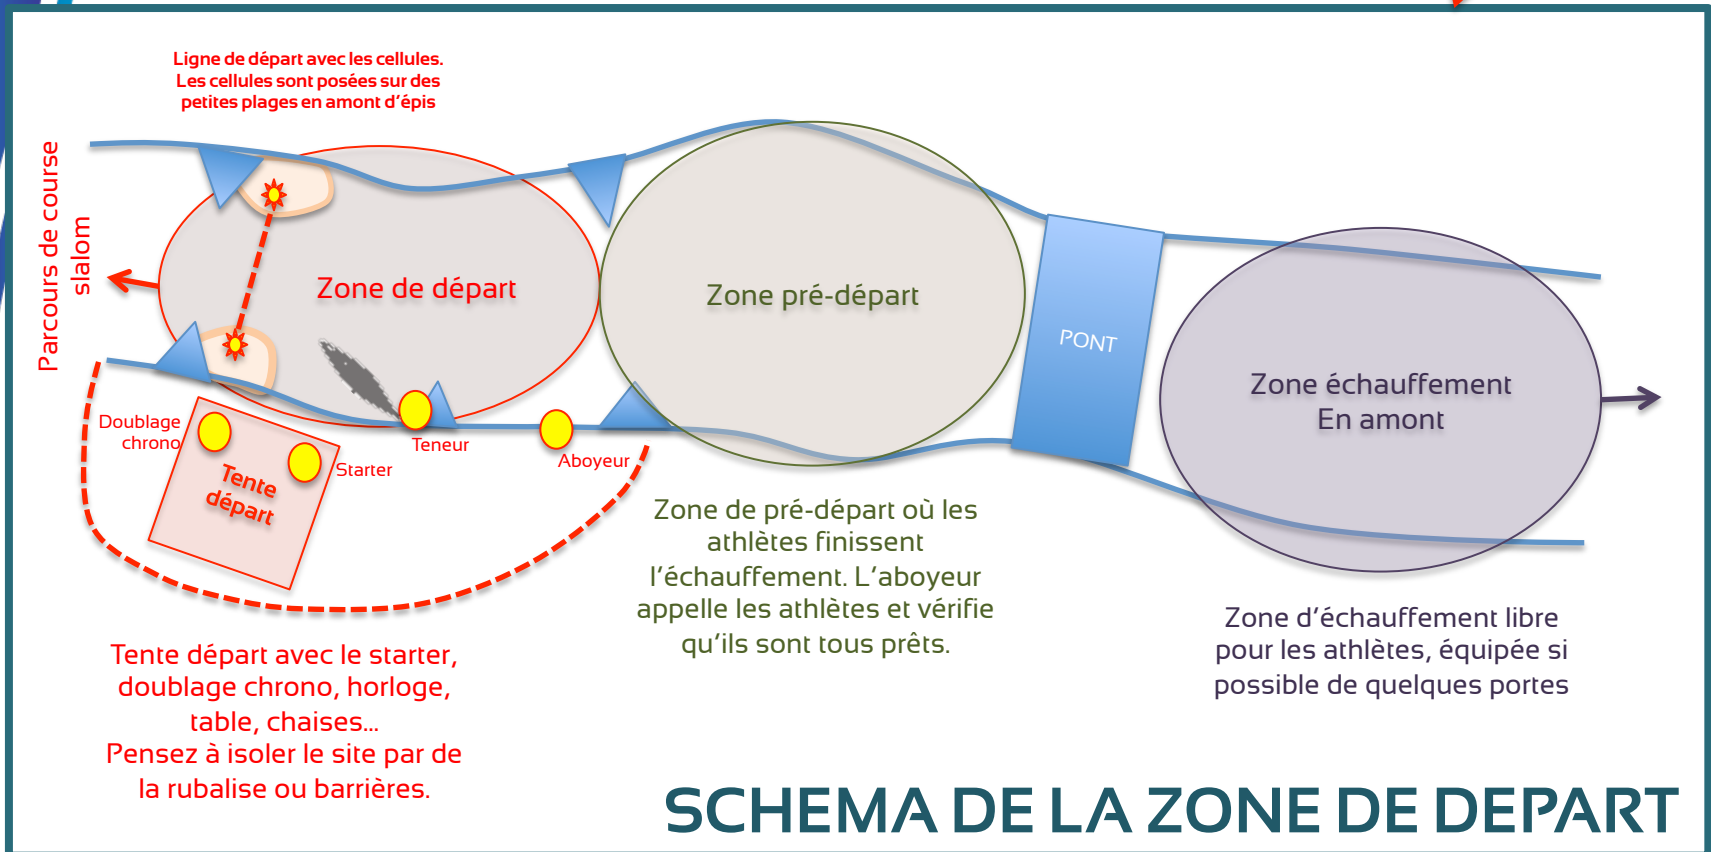 Ligne de départ avec les cellules.
Les cellules sont posées sur des
petites plages en amont d'épis
Parcours de course
slalom
Zone de départ
Zone pré-départ
PONT
Zone échauffement
En amont
Doublage
chrono
Starter
Tente
départ
Teneur
Aboyeur
Zone de pré-départ où les
athlètes finissent
l'échauffement. L'aboyeur
appelle les athlètes et vérifie
qu'ils sont tous prêts.
Zone d'échauffement libre
pour les athlètes, équipée si
possible de quelques portes
Tente départ avec le starter,
doublage chrono, horloge,
table, chaises...
Pensez à isoler le site par de
la rubalise ou barrières.
SCHEMA DE LA ZONE DE DEPART